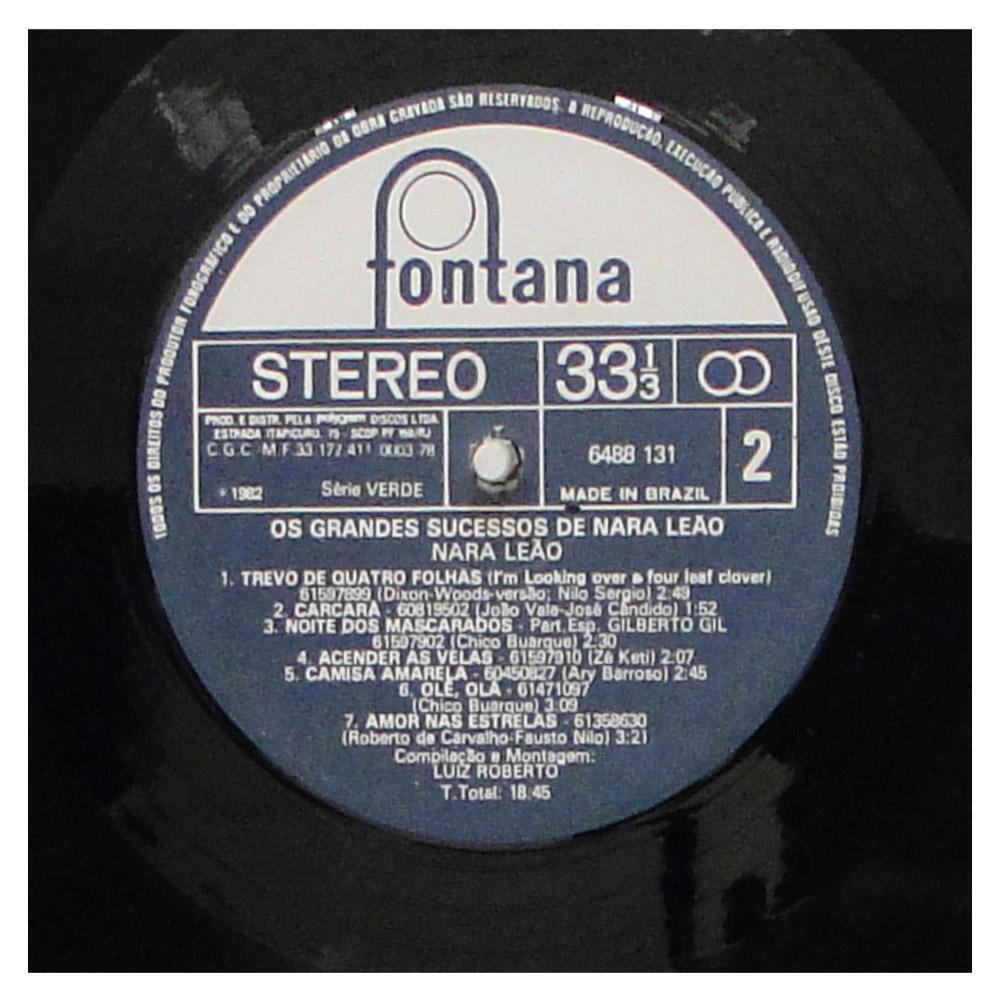 TODOS OS DIREITOS DO PRODUTOR FONOGRÁFICO E DO PROPRIETÁRIO DA OBRA GRAVADA SÃO RESERVADOS. A REPRODUÇÃO, EXECUÇÃO PÚBLICA E RADIODIFUSÃO DESTE DISCO ESTÃO PROIBIDAS
fontana
STEREO
33 1/3
PROD. E DISTR. PELA polygram DISCOS LTDA.
ESTRADA ITAPICURU, 75 - SCDP PF /RJ
C.G.C. M/F 33 177 411 0003 78
1982 Série VERDE
6488 131
MADE IN BRAZIL
2
OS GRANDES SUCESSOS DE NARA LEÃO
NARA LEÃO
1. TREVO DE QUATRO FOLHAS (I'm Looking over a four leaf clover)
61597899 (Dixon-Woods-versão; Nilo Sergio) 2:49
2. CARCARÁ - 60819502 (João Vale-José Cândido) 1:52
3. NOITE DOS MASCARADOS - Part. Esp. GILBERTO GIL
61597902 (Chico Buarque) 2:30
4. ACENDER AS VELAS - 61597910 (Zé Keti) 2:07
5. CAMISA AMARELA - 60450827 (Ary Barroso) 2:45
6. OLÊ, OLÁ - 61471097
(Chico Buarque) 3:09
7. AMOR NAS ESTRELAS - 61358630
(Roberto de Carvalho-Fausto Nilo) 3:21
Compilação e Montagem:
LUIZ ROBERTO
T. Total: 18.45